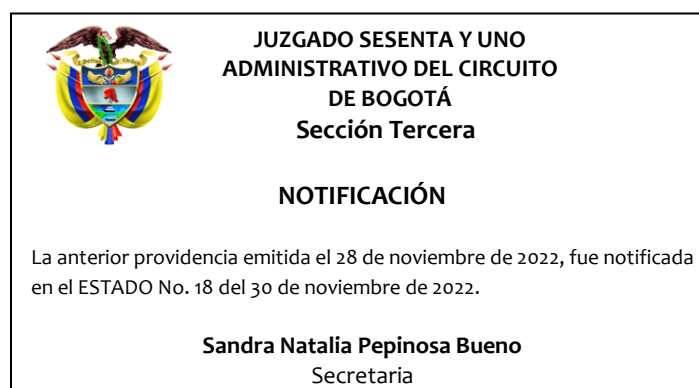 JUZGADO SESENTA Y UNO
ADMINISTRATIVO DEL CIRCUITO
DE BOGOTÁ
Sección Tercera
NOTIFICACIÓN
La anterior providencia emitida el 28 de noviembre de 2022, fue notificada
en el ESTADO No. 18 del 30 de noviembre de 2022.
Sandra Natalia Pepinosa Bueno
Secretaria